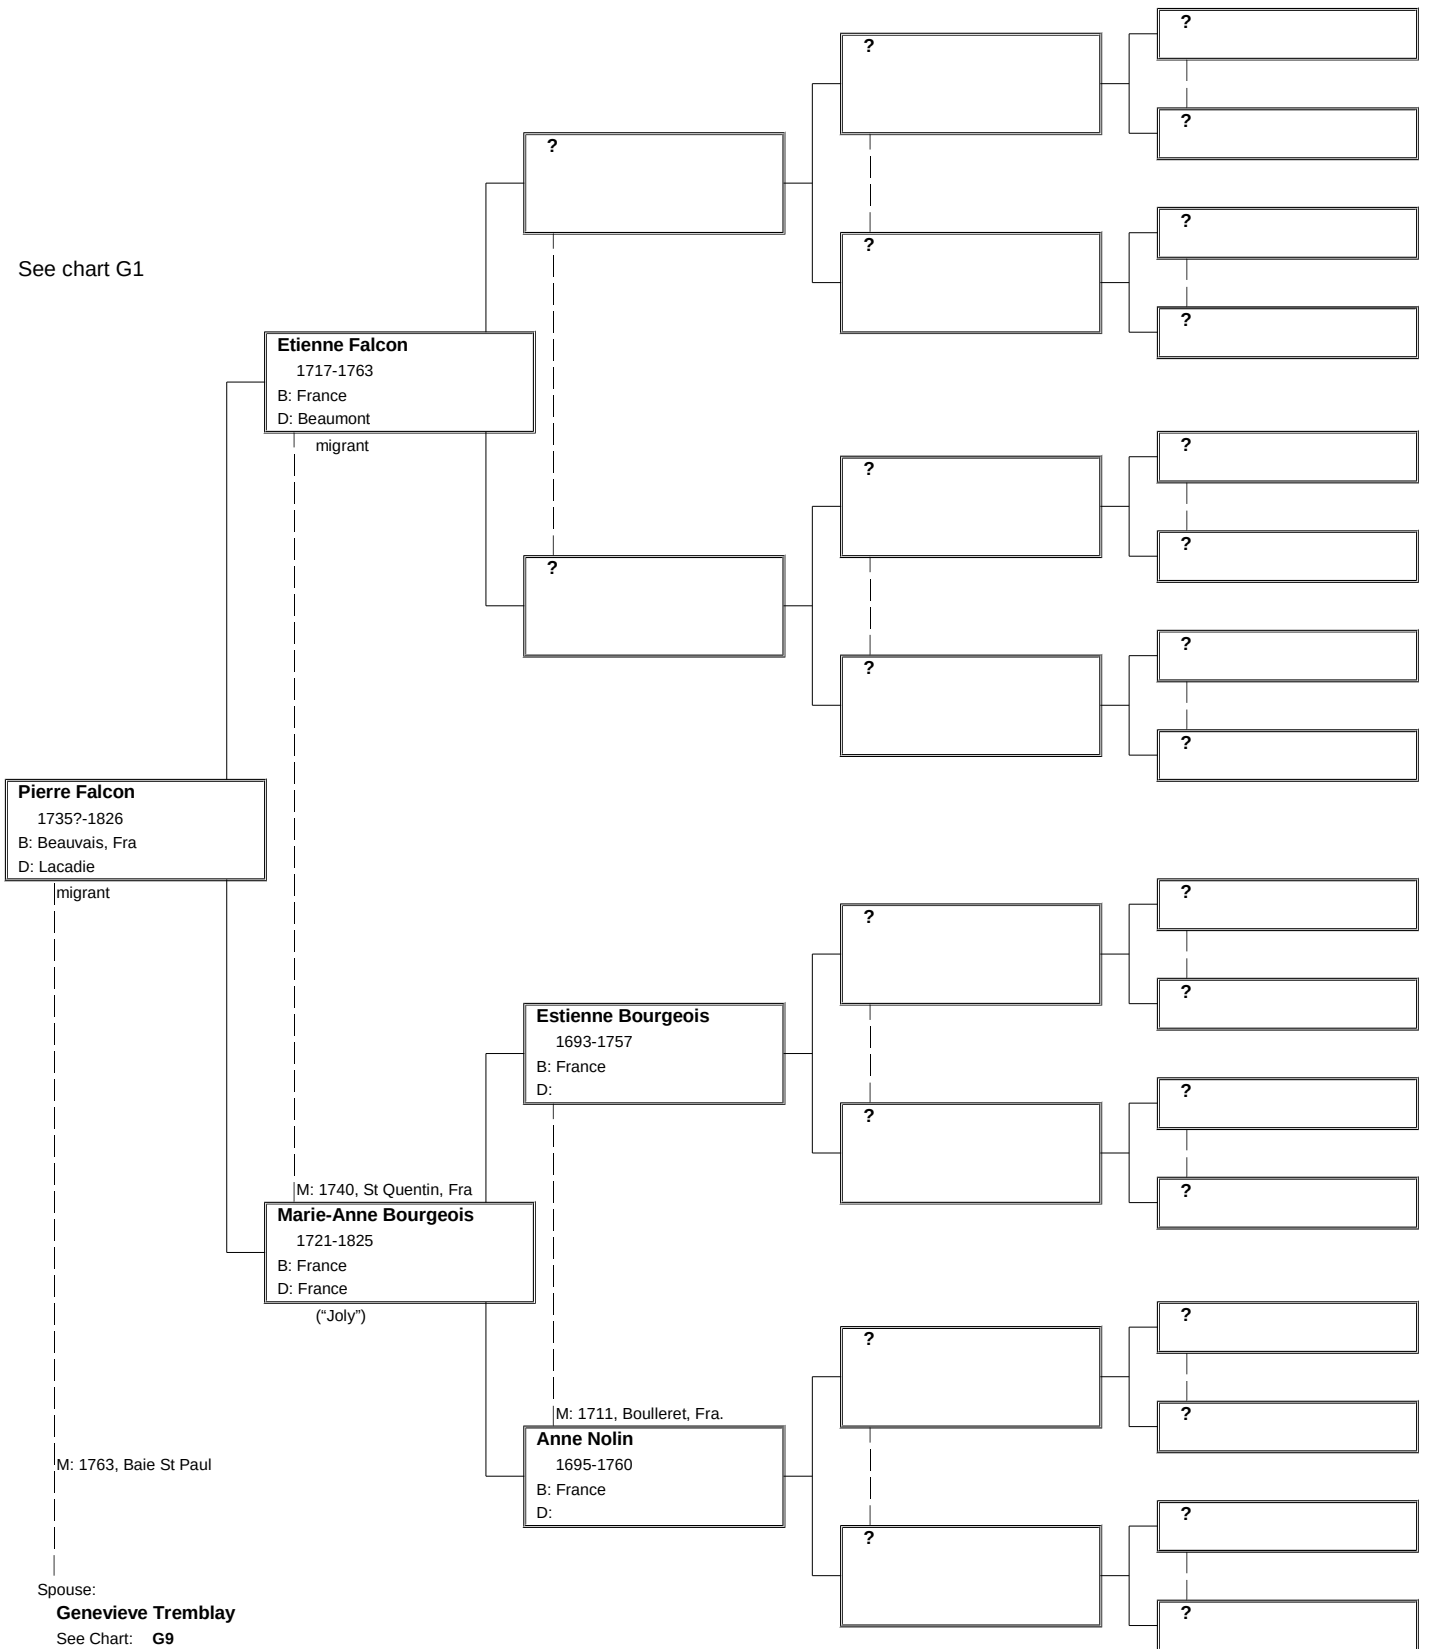 ?
?
?
?
?
?
See chart G1
?
Etienne Falcon
1717-1763
B: France
D: Beaumont
migrant
?
?
?
?
?
?
?
Pierre Falcon
1735?-1826
B: Beauvais, Fra
D: Lacadie
migrant
?
?
?
Estienne Bourgeois
1693-1757
B: France
D:
?
?
?
M: 1740, St Quentin, Fra
Marie-Anne Bourgeois
1721-1825
B: France
D: France
("Joly")
?
?
?
M: 1711, Boulleret, Fra.
Anne Nolin
1695-1760
B: France
D:
M: 1763, Baie St Paul
?
?
?
Spouse:
Genevieve Tremblay
See Chart: G9